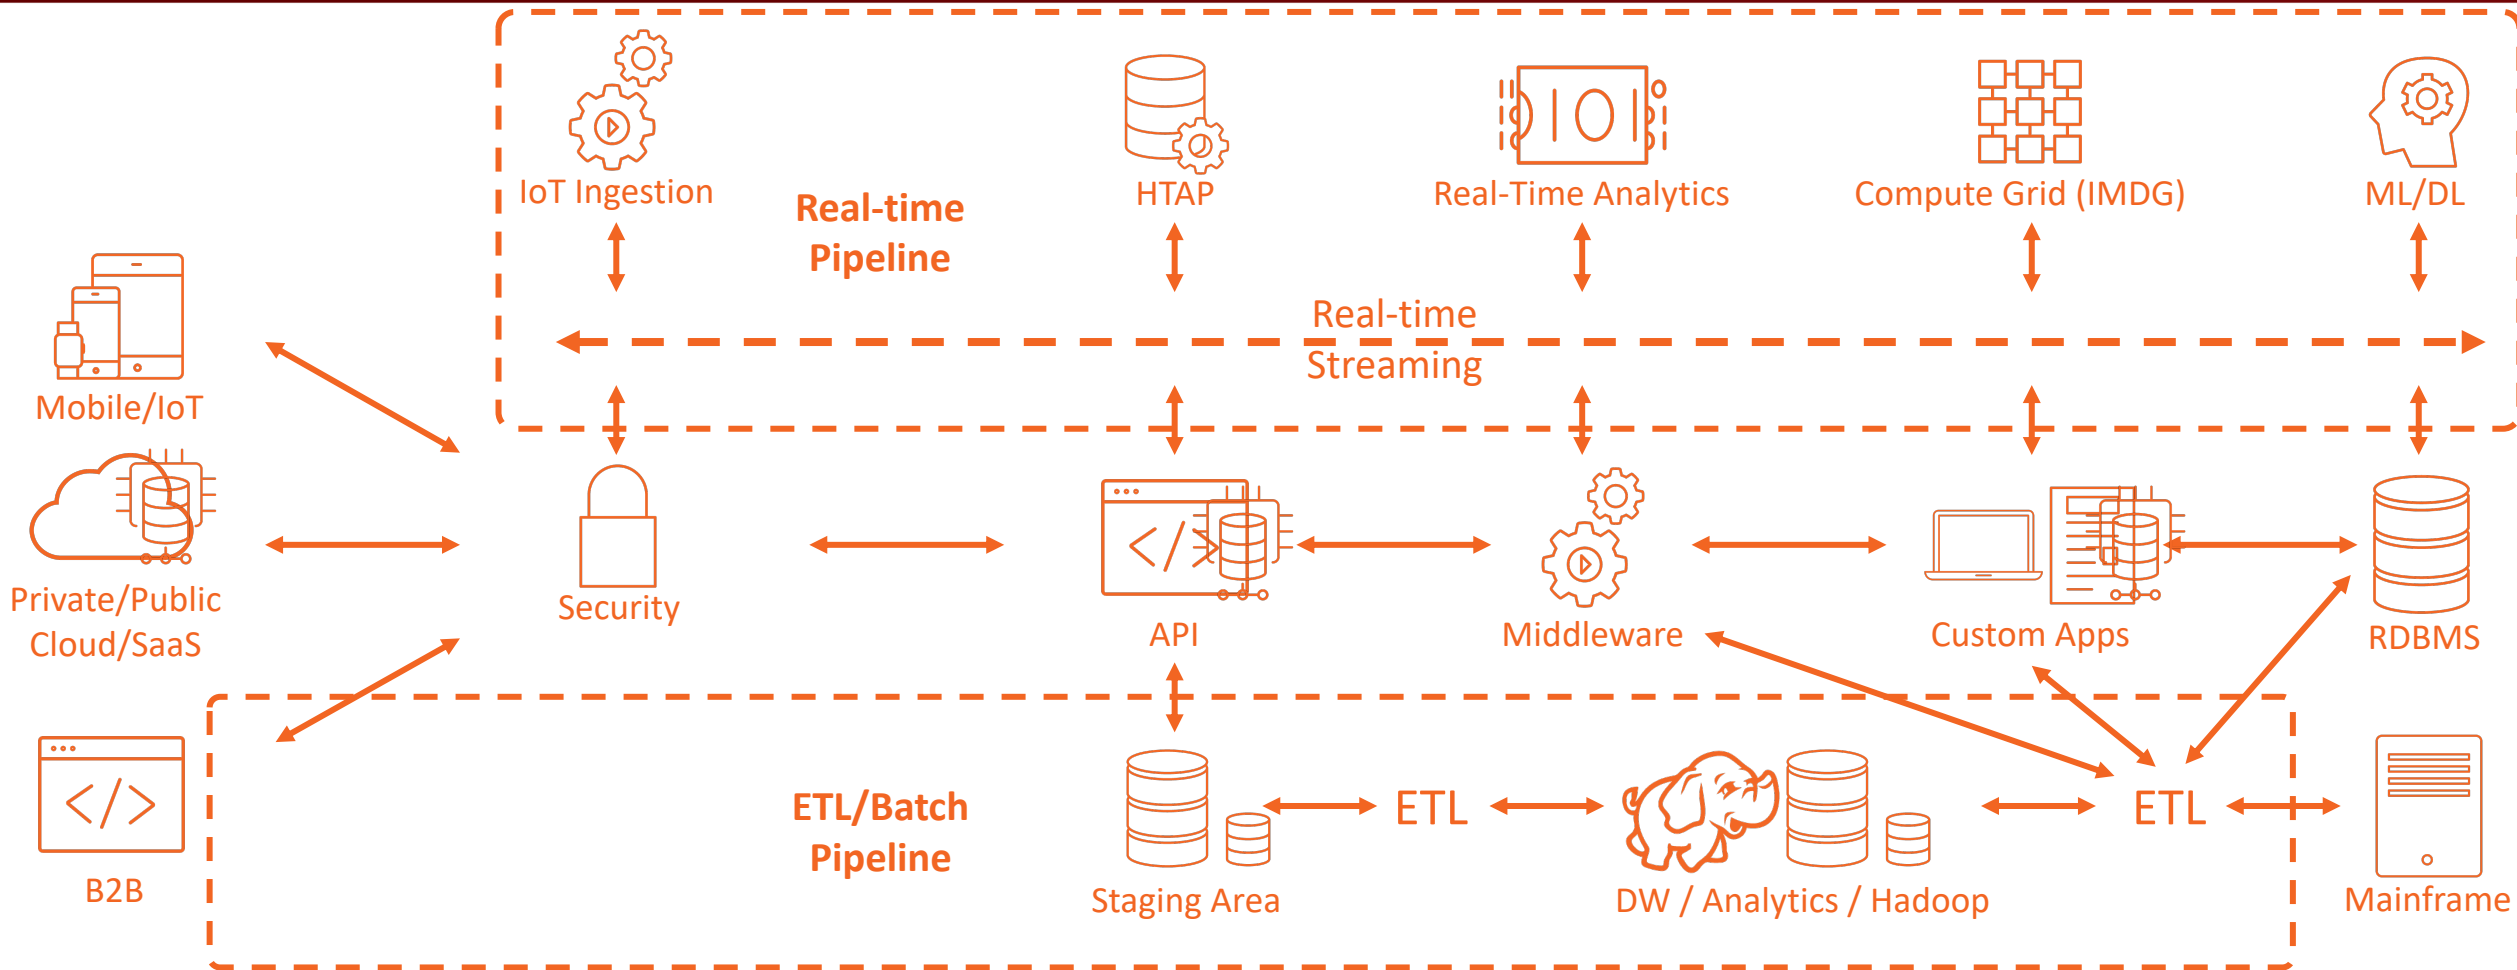 IoT Ingestion
HTAP
Real-Time Analytics
Compute Grid (IMDG)
ML/DL
Real-time
Pipeline
Real-time
Streaming
Mobile/IoT
Private/Public
Cloud/SaaS
Security
</>
API
Middleware
Custom Apps
RDBMS
</>
B2B
ETL/Batch
Pipeline
Staging Area
ETL
DW / Analytics / Hadoop
ETL
Mainframe